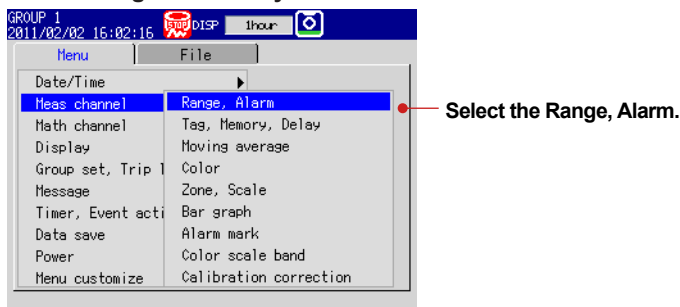 GROUP 1
2011/02/02 16:02:16 STOP DISP 1hour
Menu File
Date/Time
Meas channel Range, Alarm
Select the Range, Alarm.
Math channel Tag, Memory, Delay
Display Moving average
Group set, Trip l Color
Message Zone, Scale
Timer, Event acti Bar graph
Data save Alarm mark
Power Color scale band
Menu customize Calibration correction